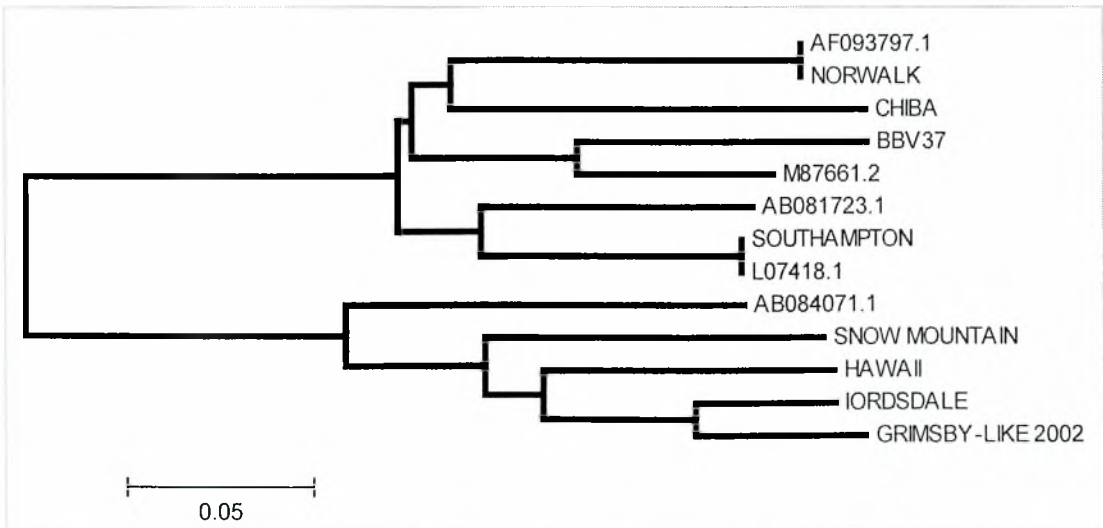 AF093797.1
NORWALK
CHIBA
BBV37
M87661.2
AB081723.1
SOUTHAMPTON
L07418.1
AB084071.1
SNOW MOUNTAIN
HAWAII
lORDSDALE
GRIMSBY-LIKE 2002
0.05